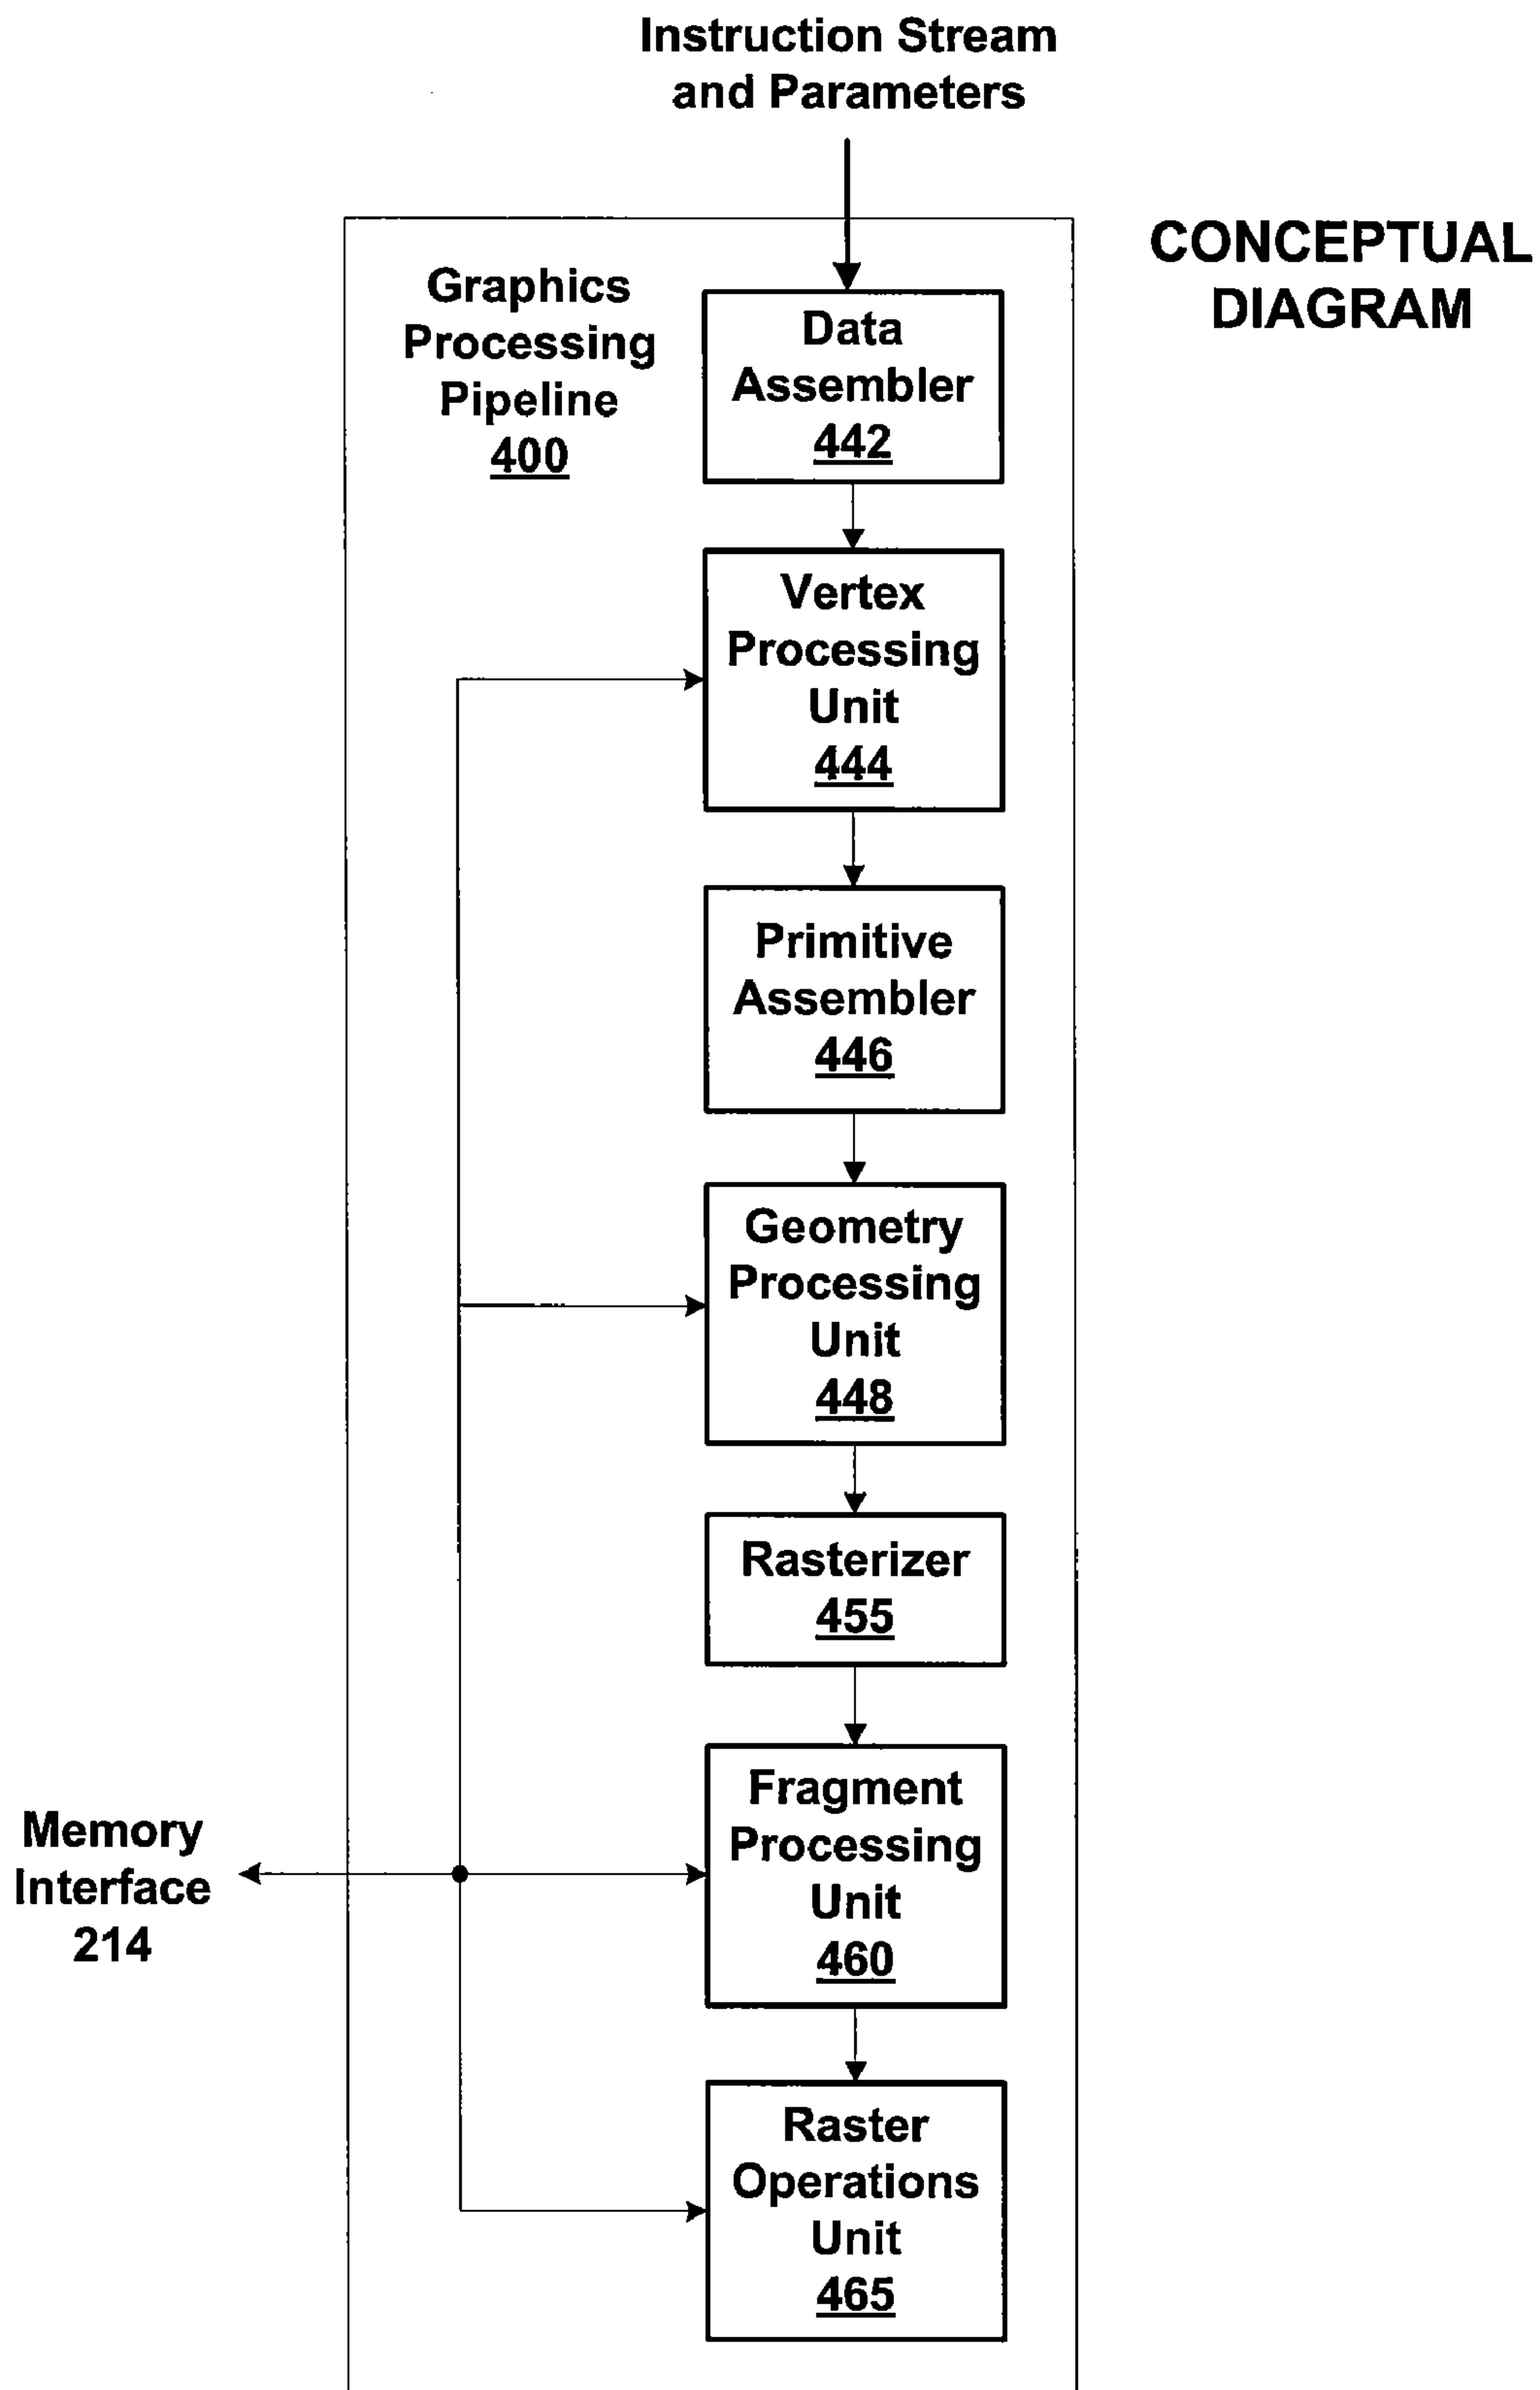 Instruction Stream
and Parameters
CONCEPTUAL
DIAGRAM
Graphics
Processing
Pipeline
400
Data
Assembler
442
Vertex
Processing
Unit
444
Primitive
Assembler
446
Geometry
Processing
Unit
448
Rasterizer
455
Fragment
Processing
Unit
460
Memory
Interface
214
Raster
Operations
Unit
465